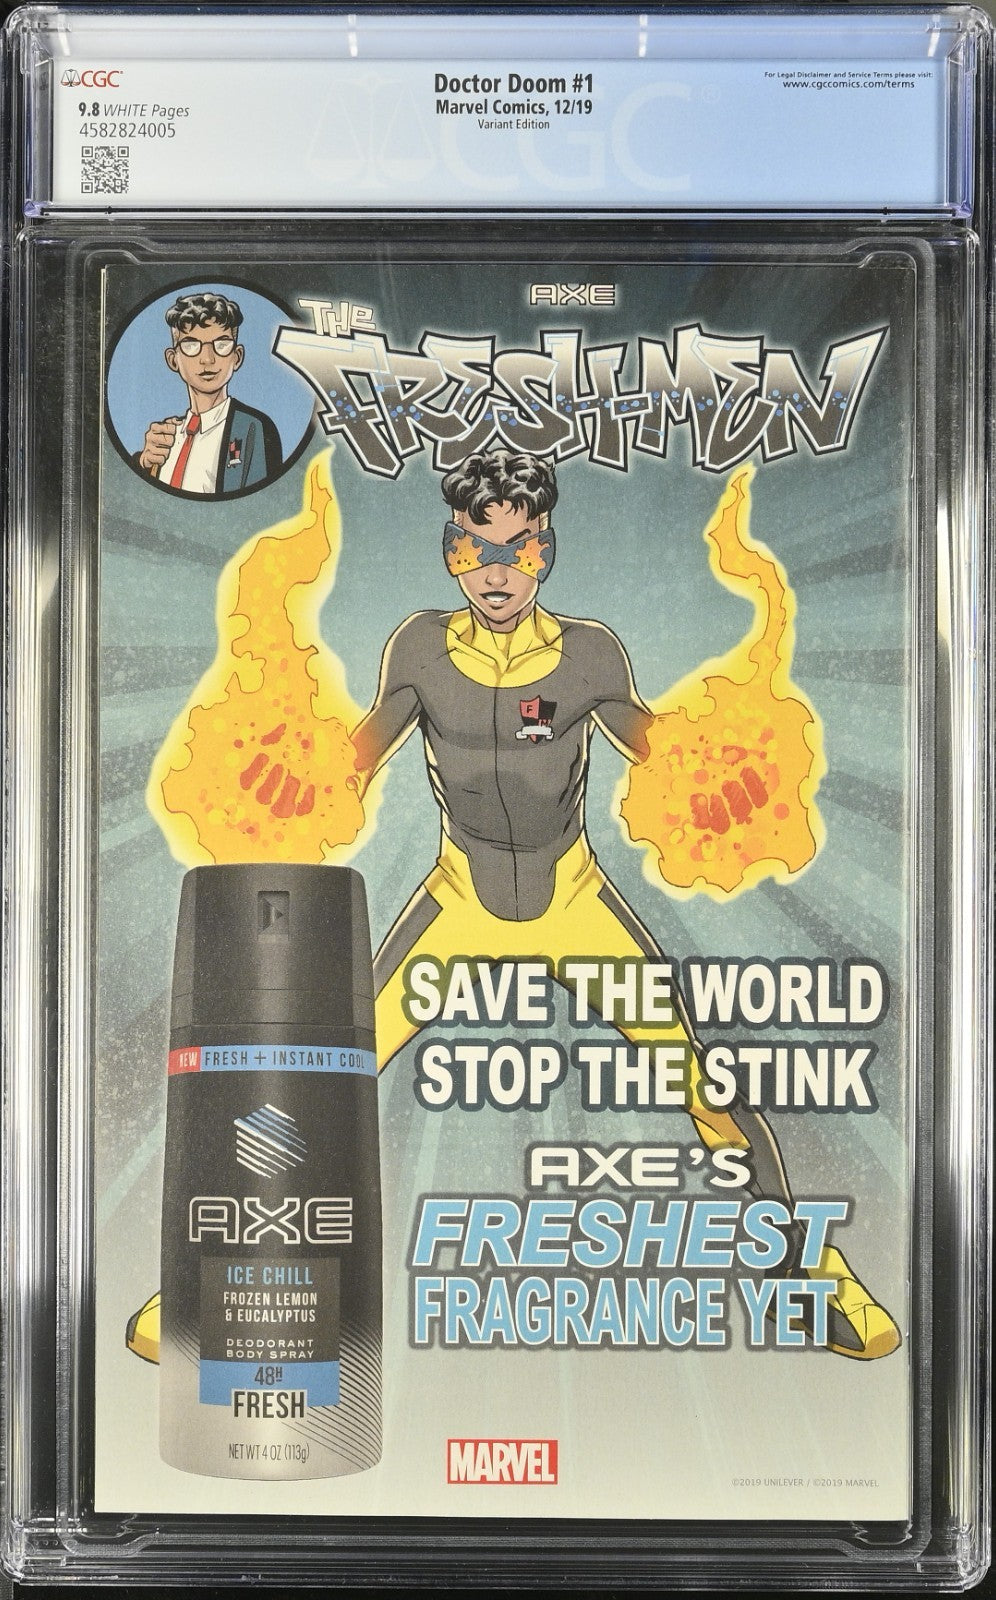 CGC
9.8 WHITE Pages
4582824005
Doctor Doom #1
Marvel Comics, 12/19
Variant Edition
For Legal Disclaimer and Service Terms please visit:
www.cgccomics.com/terms
CGC
AXE
THE
FRESH-MEN
F
SAVE THE WORLD
STOP THE STINK
AXE'S
FRESHEST
FRAGRANCE YET
NEW FRESH + INSTANT COOL
AXE
ICE CHILL
FROZEN LEMON
& EUCALYPTUS
DEODORANT
BODY SPRAY
48H
FRESH
NET WT 4 OZ (113g)
MARVEL
©2019 UNILEVER / ©2019 MARVEL